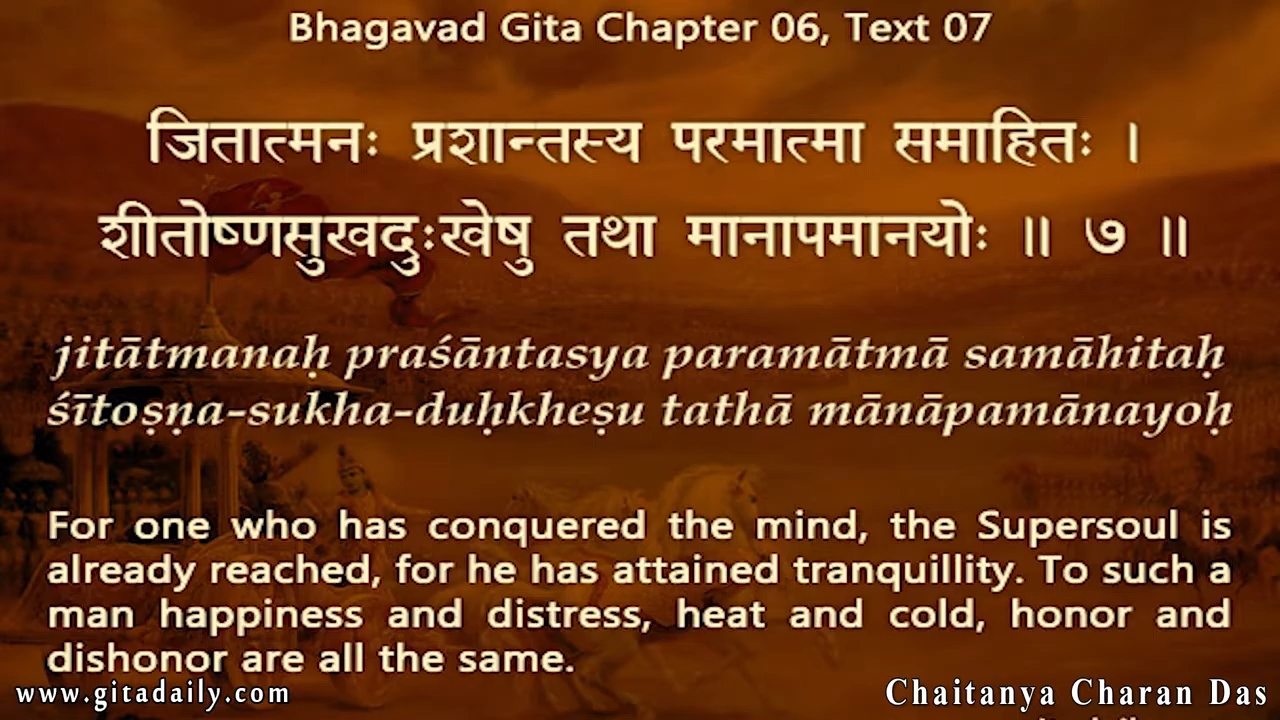 Bhagavad Gita Chapter 06, Text 07
जितात्मनः प्रशान्तस्य परमात्मा समाहितः ।
शीतोष्णसुखदुःखेषु तथा मानापमानयोः ॥ ७ ॥
jitātmanaḥ praśāntasya paramātmā samāhitaḥ
śītoṣṇa-sukha-duḥkheṣu tathā mānāpamānayoḥ
For one who has conquered the mind, the Supersoul is
already reached, for he has attained tranquillity. To such a
man happiness and distress, heat and cold, honor and
dishonor are all the same.
www.gitadaily.com
Chaitanya Charan Das